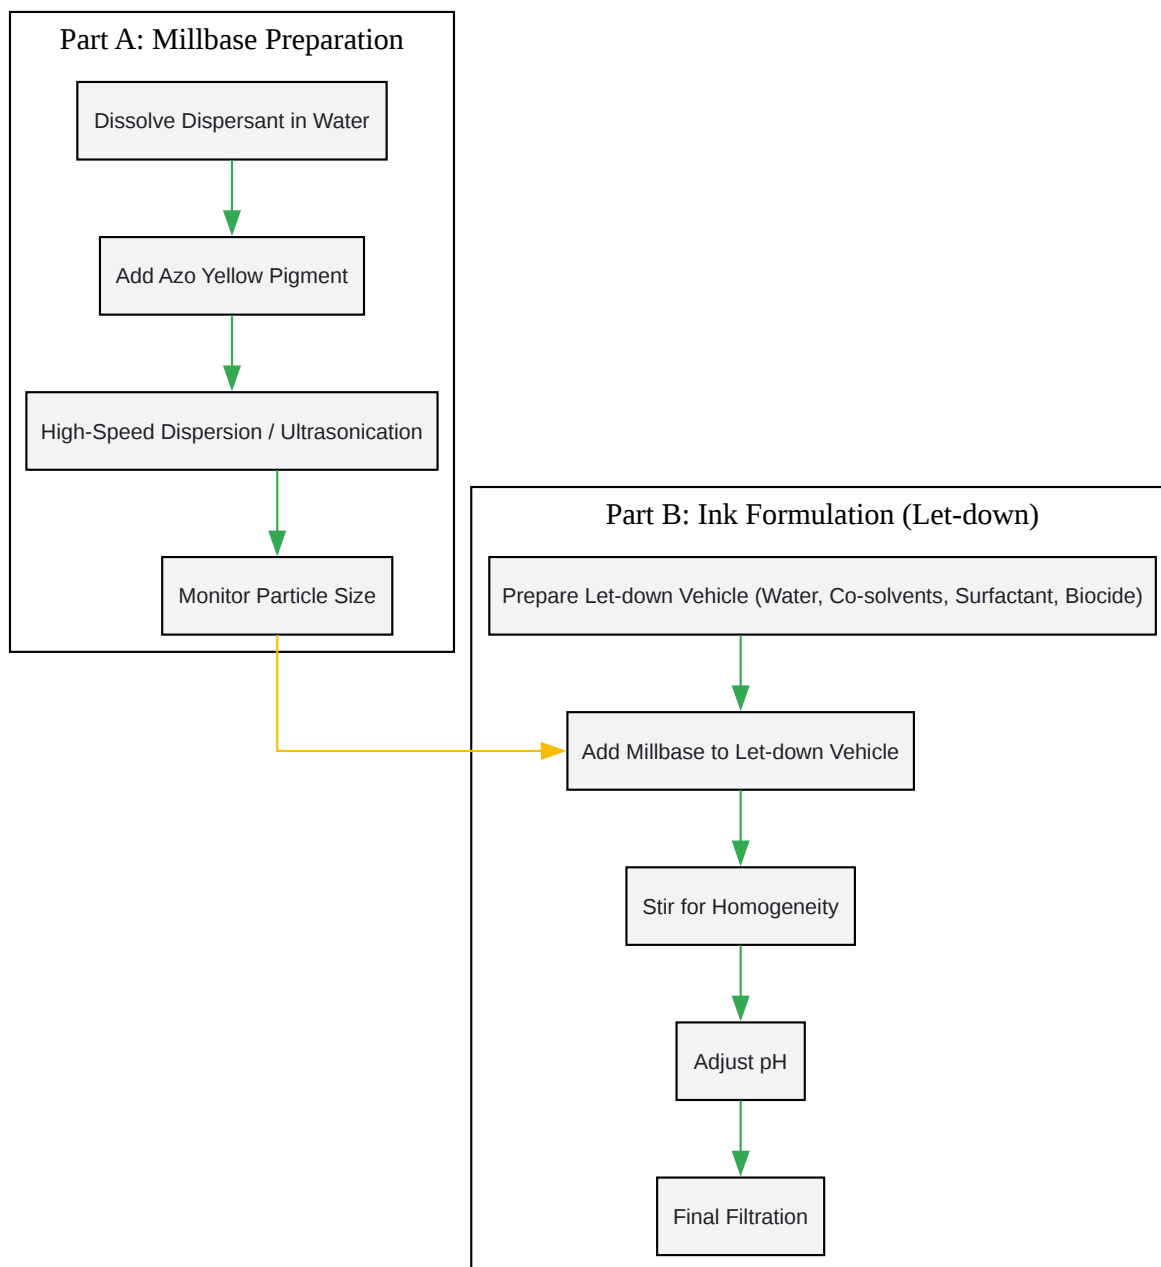 Part A: Millbase Preparation
Dissolve Dispersant in Water
Add Azo Yellow Pigment
High-Speed Dispersion / Ultrasonication
Monitor Particle Size
Part B: Ink Formulation (Let-down)
Prepare Let-down Vehicle (Water, Co-solvents, Surfactant, Biocide)
Add Millbase to Let-down Vehicle
Stir for Homogeneity
Adjust pH
Final Filtration